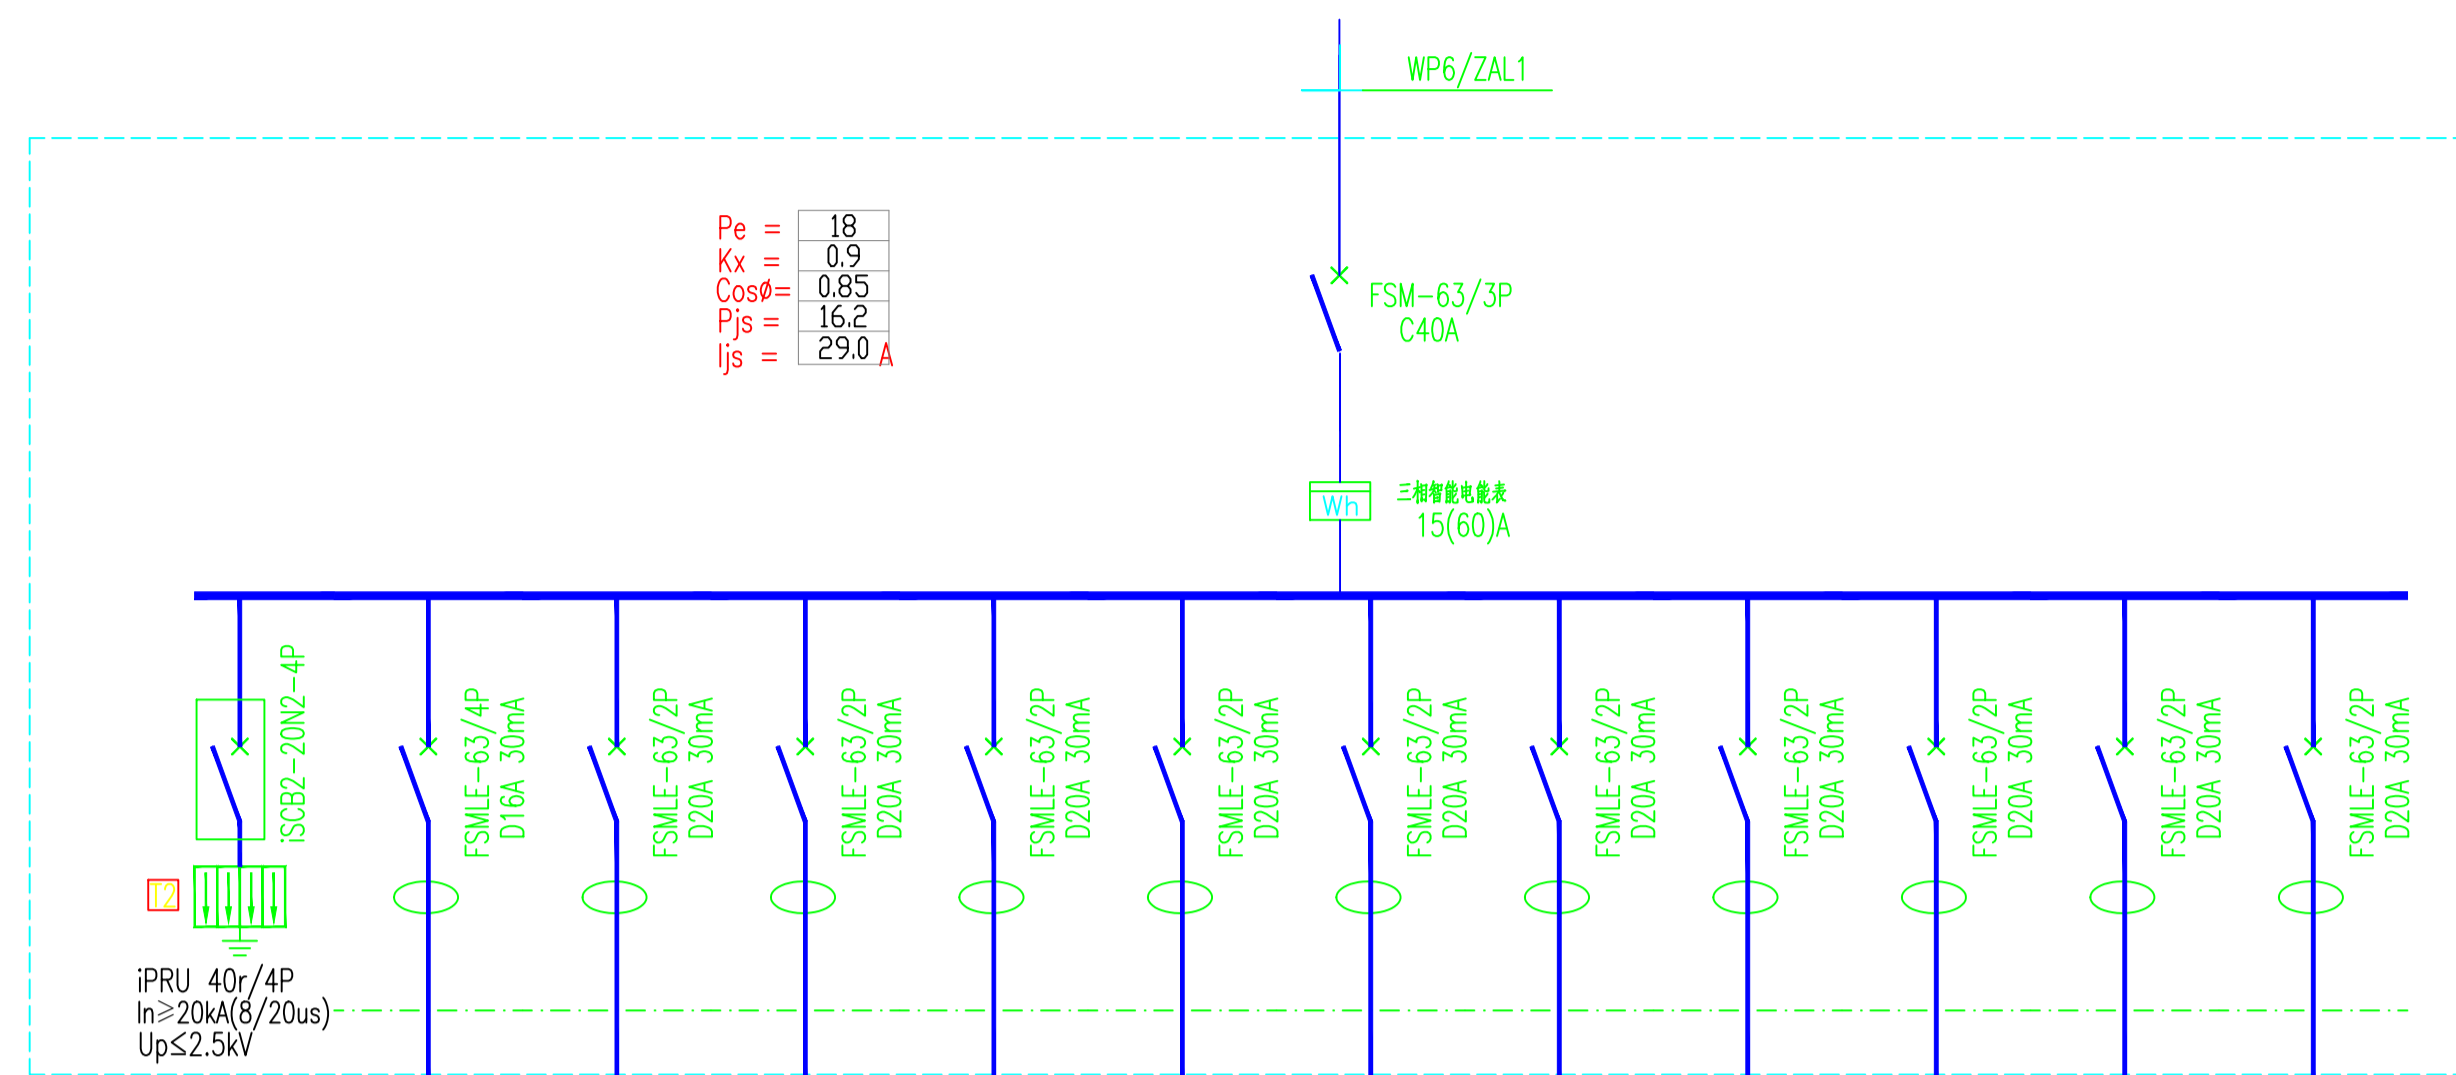 WP6/ZAL1
Pe = 18
Kx = 0.9
CosØ= 0.85
Pjs = 16.2
Ijs = 29.0 A
FSM-63/3P
C40A
Wh
三相智能电能表
15(60)A
iSCB2-20N2-4P
FSMLE-63/4P
D16A 30mA
FSMLE-63/2P
D20A 30mA
FSMLE-63/2P
D20A 30mA
FSMLE-63/2P
D20A 30mA
FSMLE-63/2P
D20A 30mA
FSMLE-63/2P
D20A 30mA
FSMLE-63/2P
D20A 30mA
FSMLE-63/2P
D20A 30mA
FSMLE-63/2P
D20A 30mA
FSMLE-63/2P
D20A 30mA
FSMLE-63/2P
D20A 30mA
T2
iPRU 40r/4P
In≥20kA(8/20us)
Up≤2.5kV